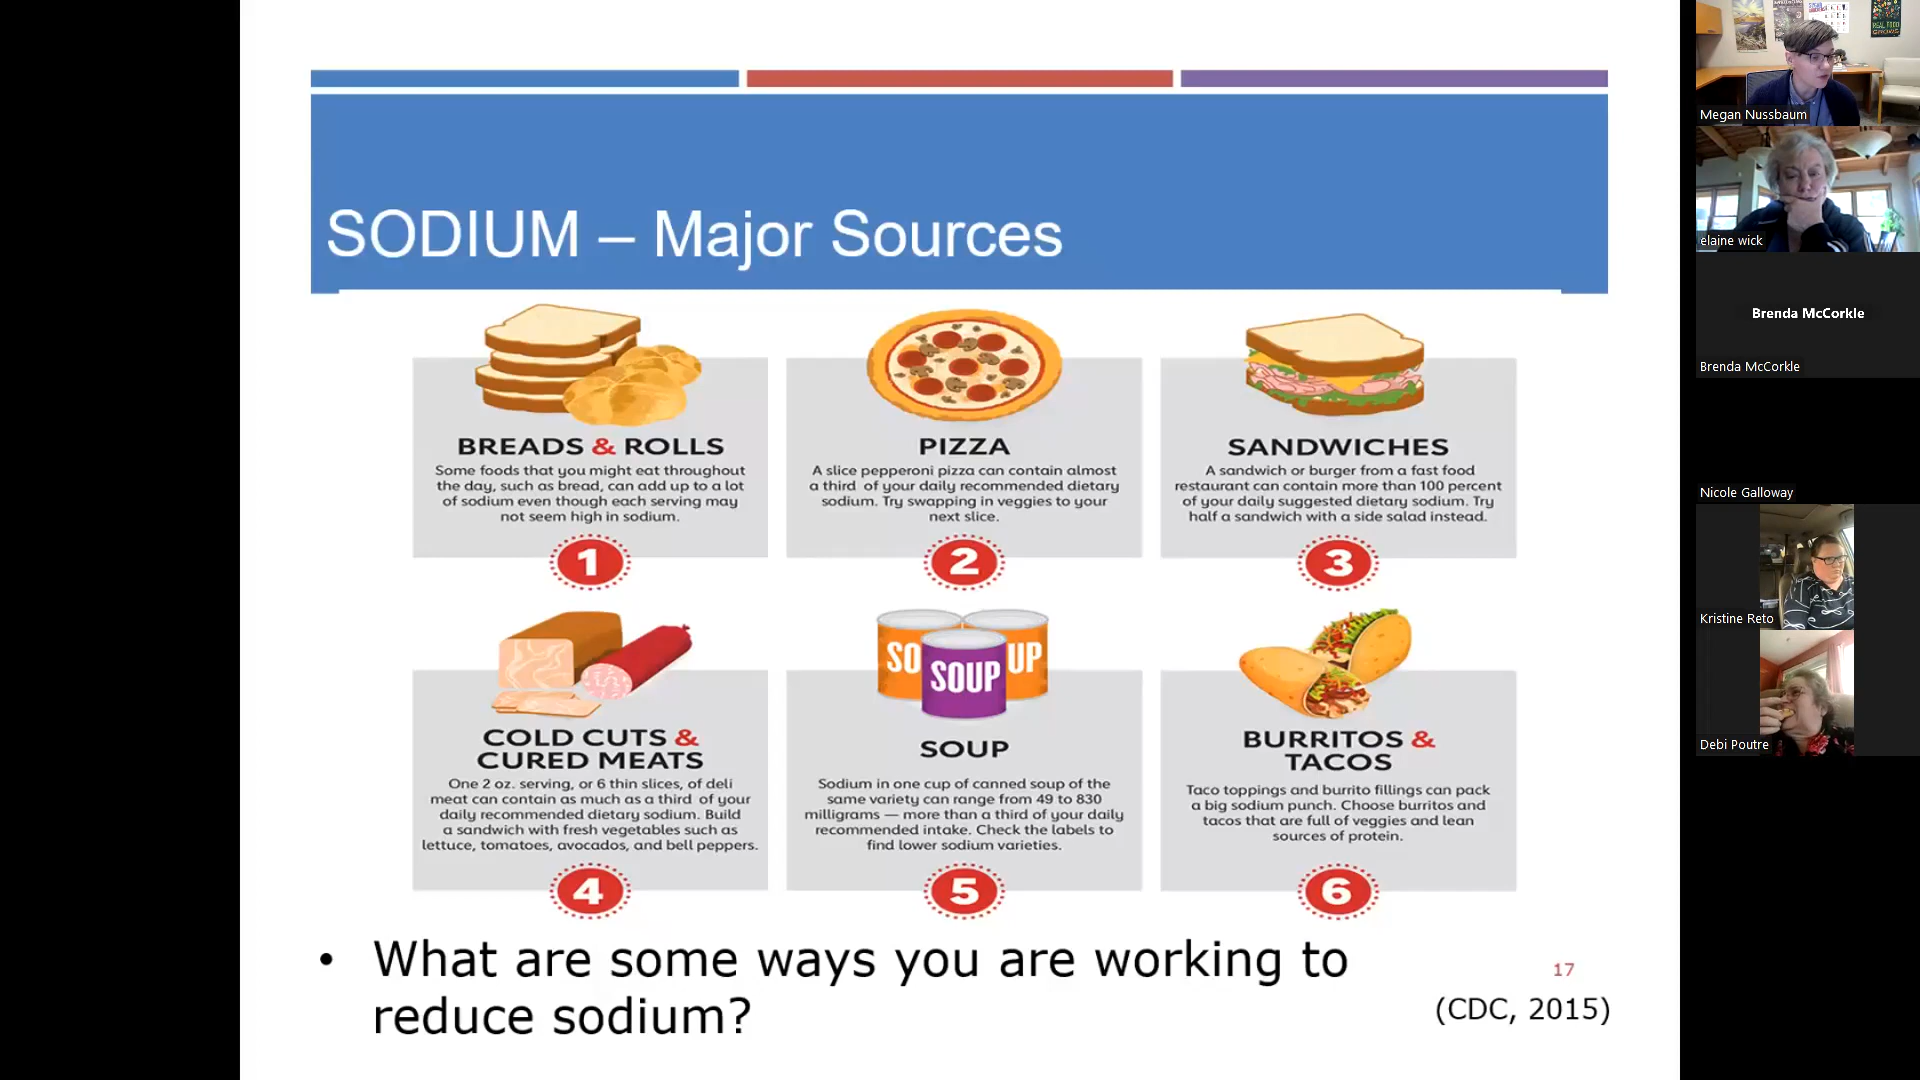 SODIUM – Major Sources
BREADS & ROLLS
Some foods that you might eat throughout
the day, such as bread, can add up to a lot
of sodium even though each serving may
not seem high in sodium.
1
PIZZA
A slice pepperoni pizza can contain almost
a third of your daily recommended dietary
sodium. Try swapping in veggies to your
next slice.
2
SANDWICHES
A sandwich or burger from a fast food
restaurant can contain more than 100 percent
of your daily suggested dietary sodium. Try
half a sandwich with a side salad instead.
3
COLD CUTS &
CURED MEATS
One 2 oz. serving, or 6 thin slices, of deli
meat can contain as much as a third of your
daily recommended dietary sodium. Build
a sandwich with fresh vegetables such as
lettuce, tomatoes, avocados, and bell peppers.
4
SO
SOUP
UP
SOUP
Sodium in one cup of canned soup of the
same variety can range from 49 to 830
milligrams — more than a third of your daily
recommended intake. Check the labels to
find lower sodium varieties.
5
BURRITOS &
TACOS
Taco toppings and burrito fillings can pack
a big sodium punch. Choose burritos and
tacos that are full of veggies and lean
sources of protein.
6
• What are some ways you are working to
reduce sodium?
17
(CDC, 2015)
REAL FOOD
Megan Nussbaum
elaine wick
Brenda McCorkle
Brenda McCorkle
Nicole Galloway
Kristine Reto
Debi Poutre